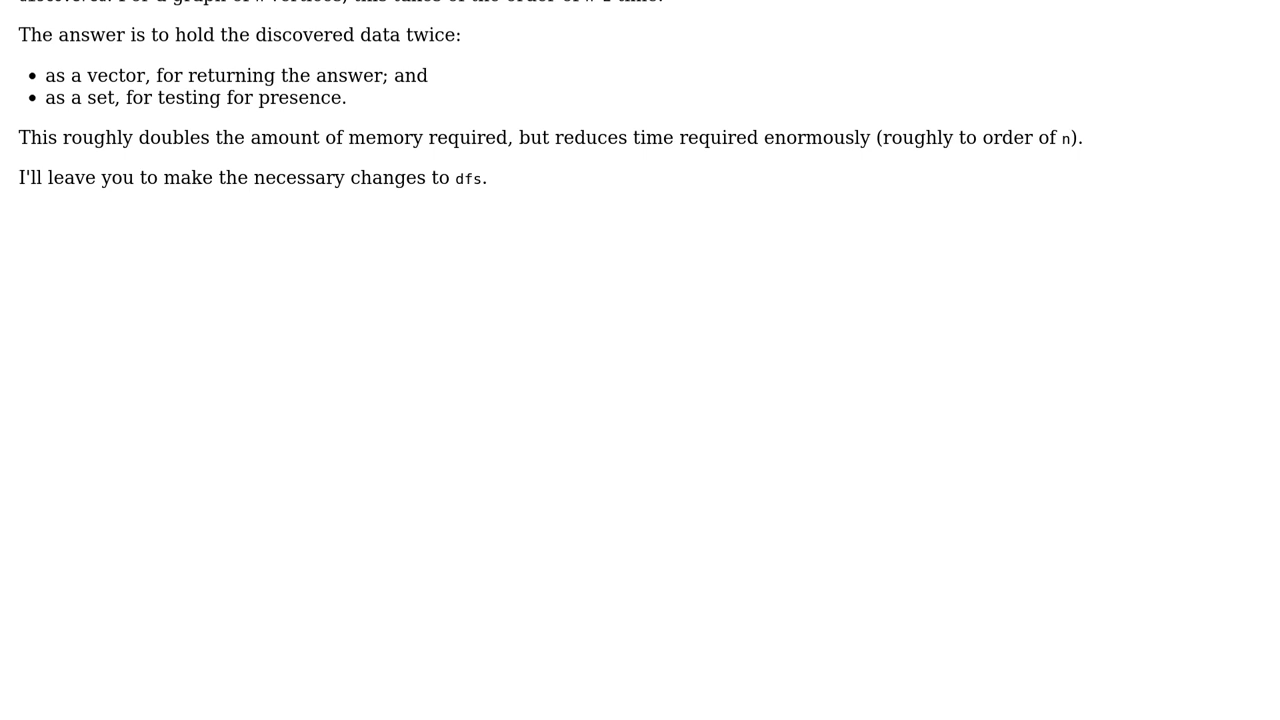 The answer is to hold the discovered data twice:
as a vector, for returning the answer; and
as a set, for testing for presence.
This roughly doubles the amount of memory required, but reduces time required enormously (roughly to order of n).
I'll leave you to make the necessary changes to dfs.